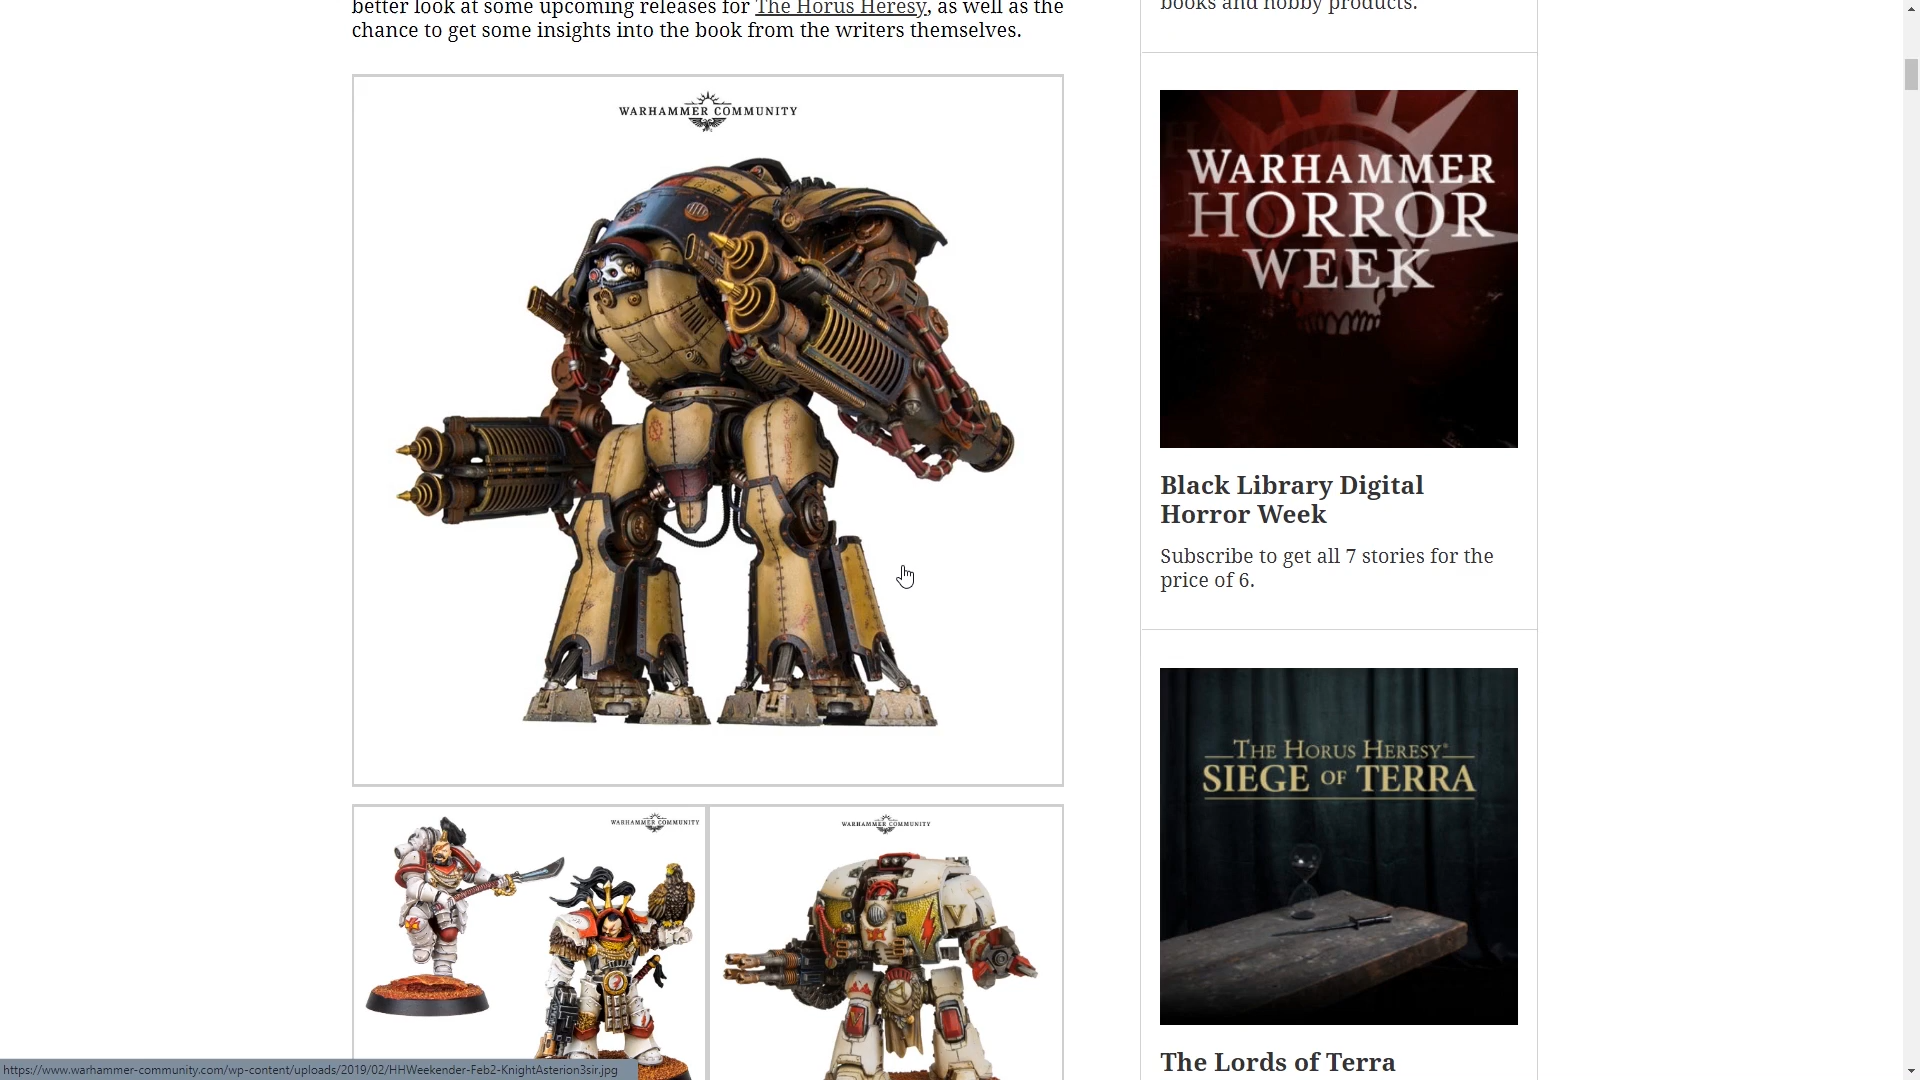 better look at some upcoming releases for The Horus Heresy, as well as the
chance to get some insights into the book from the writers themselves.
WARHAMMER COMMUNITY
WARHAMMER COMMUNITY
WARHAMMER COMMUNITY
V
V
books and hobby products.
WARHAMMER
HORROR
WEEK
Black Library Digital
Horror Week
Subscribe to get all 7 stories for the
price of 6.
THE HORUS HERESY®
SIEGE OF TERRA
The Lords of Terra
https://www.warhammer-community.com/wp-content/uploads/2019/02/HHWeekender-Feb2-KnightAsterion3sir.jpg